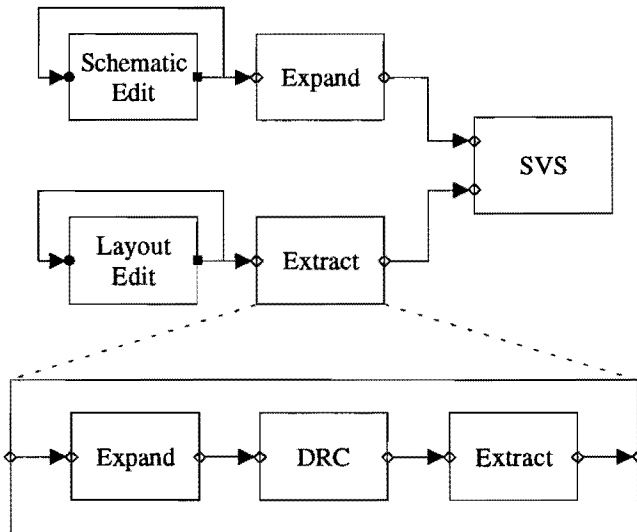 Schematic
Edit
Expand
SVS
Layout
Edit
Extract
Expand
DRC
Extract